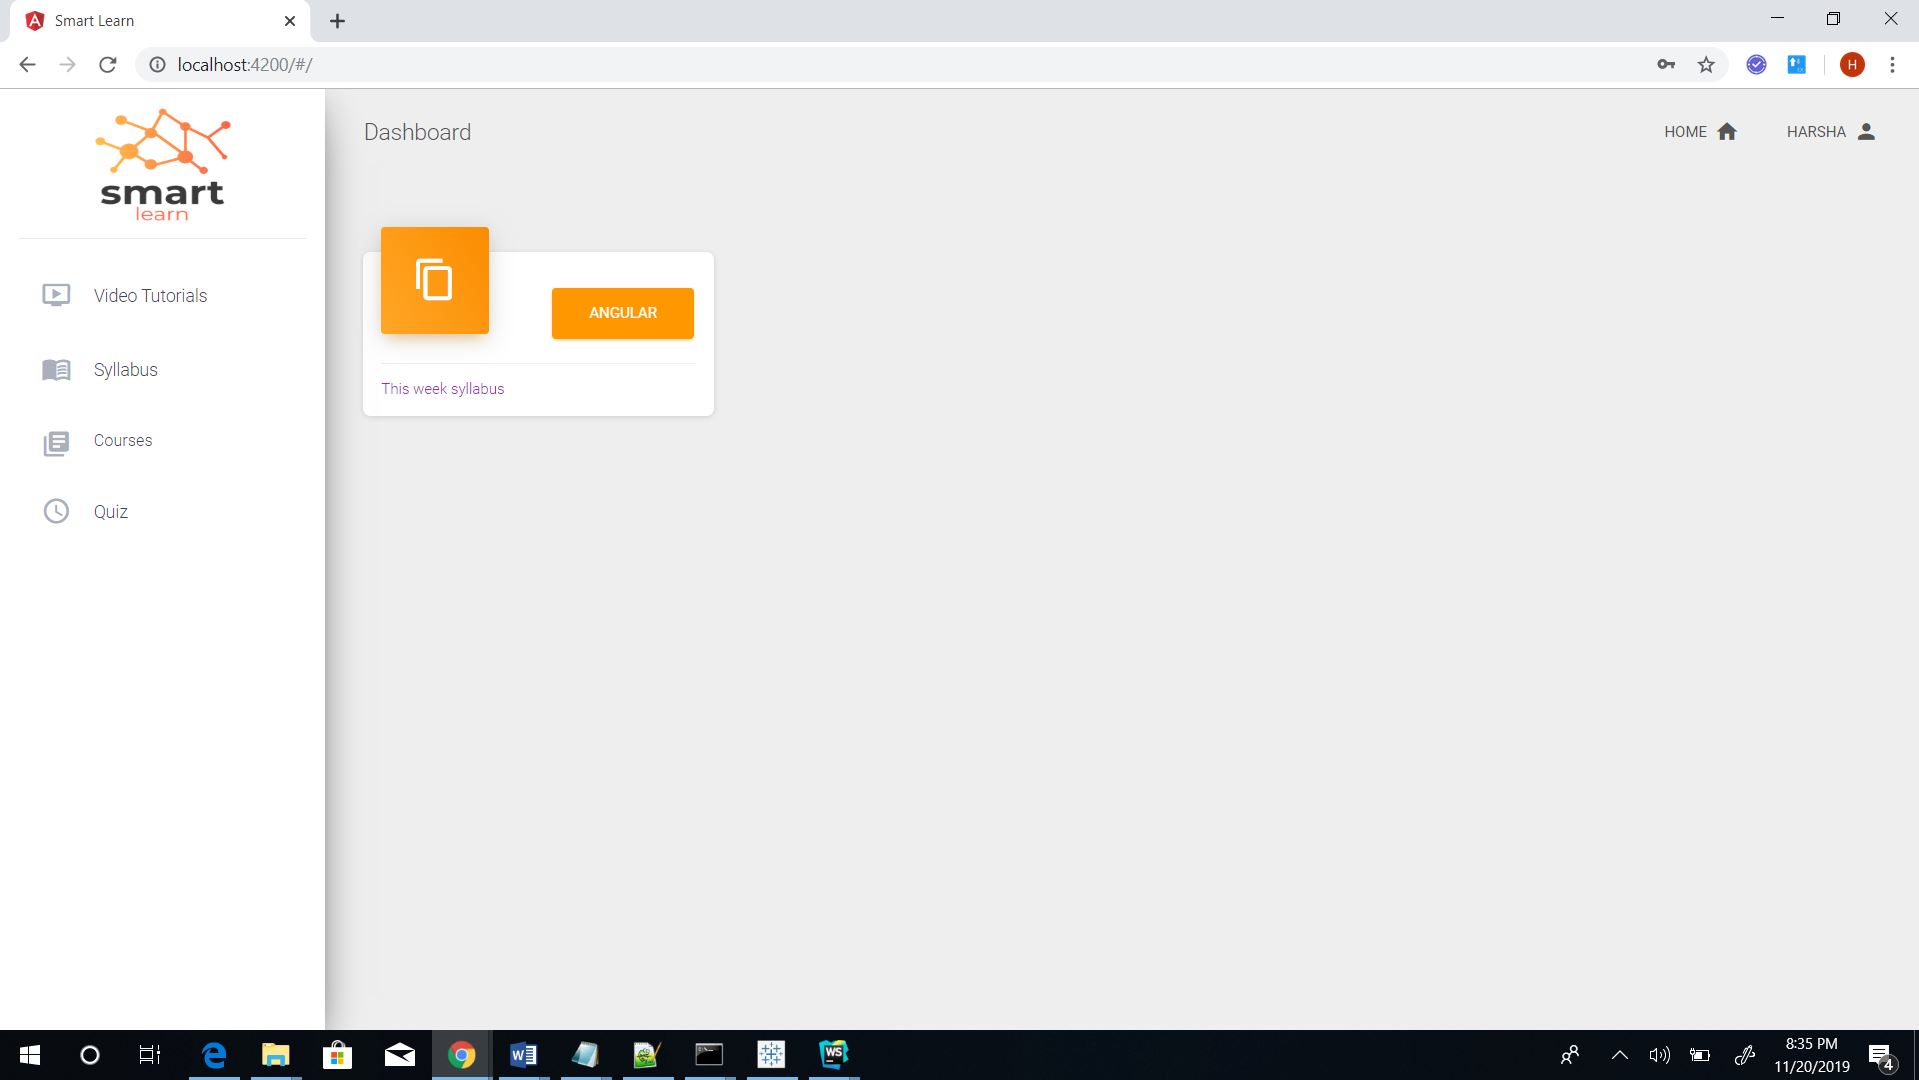 Smart Learn
localhost:4200/#/
H
smart
learn
Dashboard
HOME
HARSHA
Video Tutorials
Syllabus
Courses
Quiz
ANGULAR
This week syllabus
WS
8:35 PM
11/20/2019
4